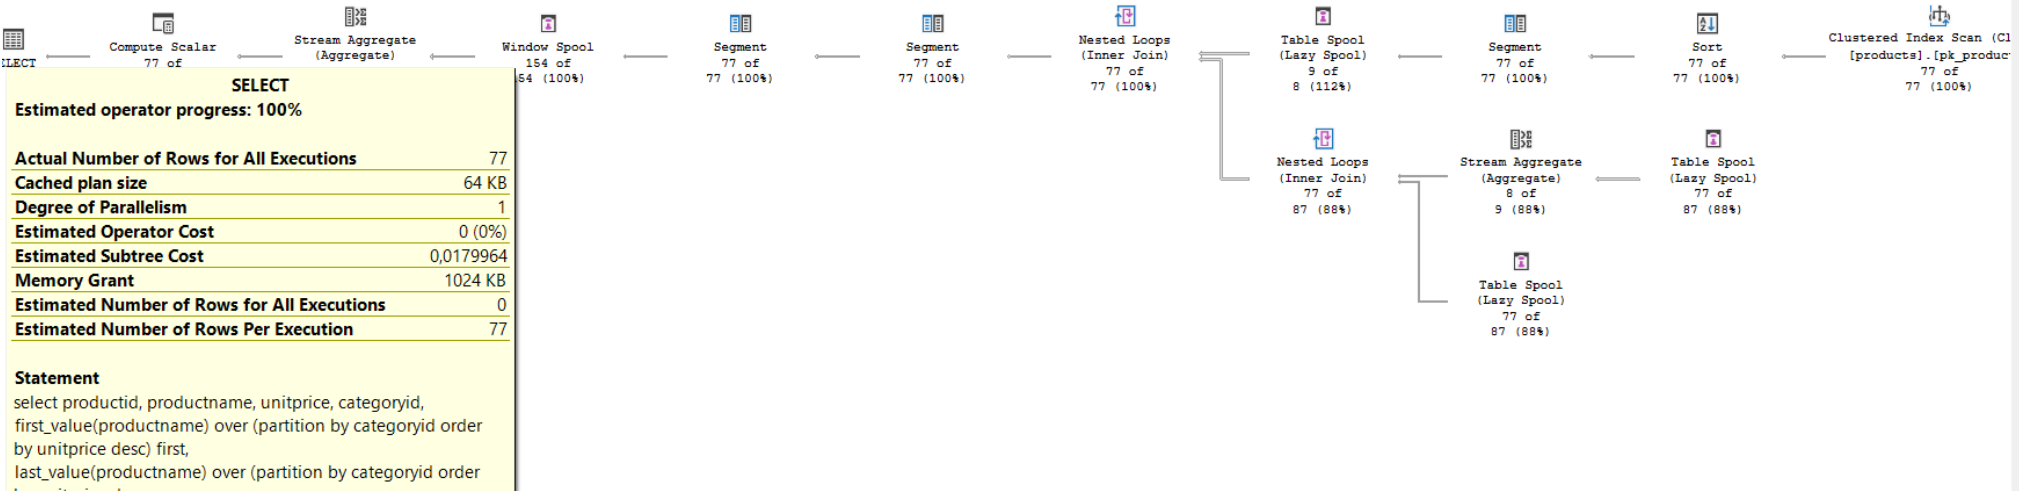 Compute Scalar
77 of
Stream Aggregate
(Aggregate)
Window Spool
154 of
54 (100%)
Segment
77 of
77 (100%)
Segment
77 of
77 (100%)
Nested Loops
(Inner Join)
77 of
77 (100%)
Table Spool
(Lazy Spool)
9 of
8 (112%)
Segment
77 of
77 (100%)
Sort
77 of
77 (100%)
Clustered Index Scan (Cl
[products].[pk_produc
77 of
77 (100%)
Nested Loops
(Inner Join)
77 of
87 (88%)
Stream Aggregate
(Aggregate)
8 of
9 (88%)
Table Spool
(Lazy Spool)
77 of
87 (88%)
Table Spool
(Lazy Spool)
77 of
87 (88%)
ELECT
SELECT
Estimated operator progress: 100%
Actual Number of Rows for All Executions 77
Cached plan size 64 KB
Degree of Parallelism 1
Estimated Operator Cost 0 (0%)
Estimated Subtree Cost 0,0179964
Memory Grant 1024 KB
Estimated Number of Rows for All Executions 0
Estimated Number of Rows Per Execution 77
Statement
select productid, productname, unitprice, categoryid,
first_value(productname) over (partition by categoryid order
by unitprice desc) first,
last_value(productname) over (partition by categoryid order